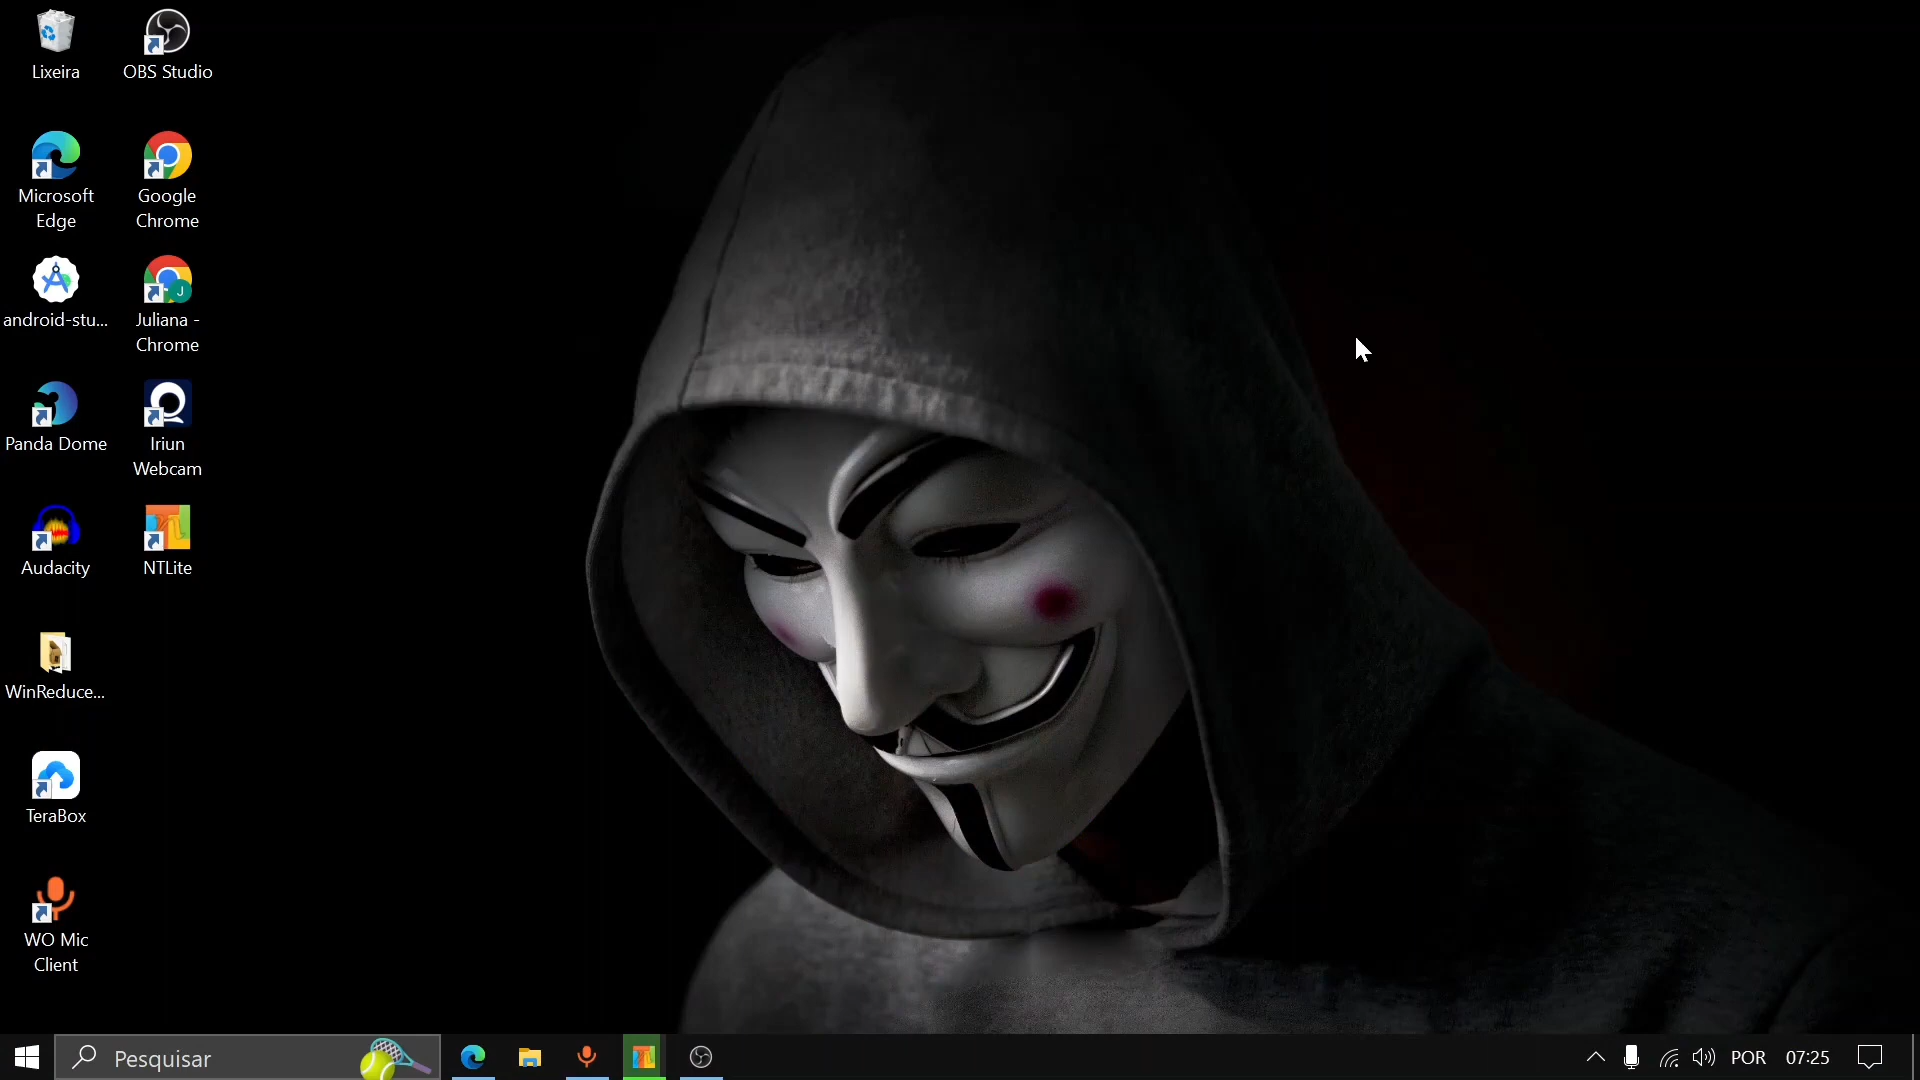 Lixeira
OBS Studio
Microsoft
Edge
Google
Chrome
android-stu...
Juliana -
Chrome
J
Panda Dome
Iriun
Webcam
Audacity
NTLite
WinReduce...
TeraBox
WO Mic
Client
Pesquisar
POR
07:25